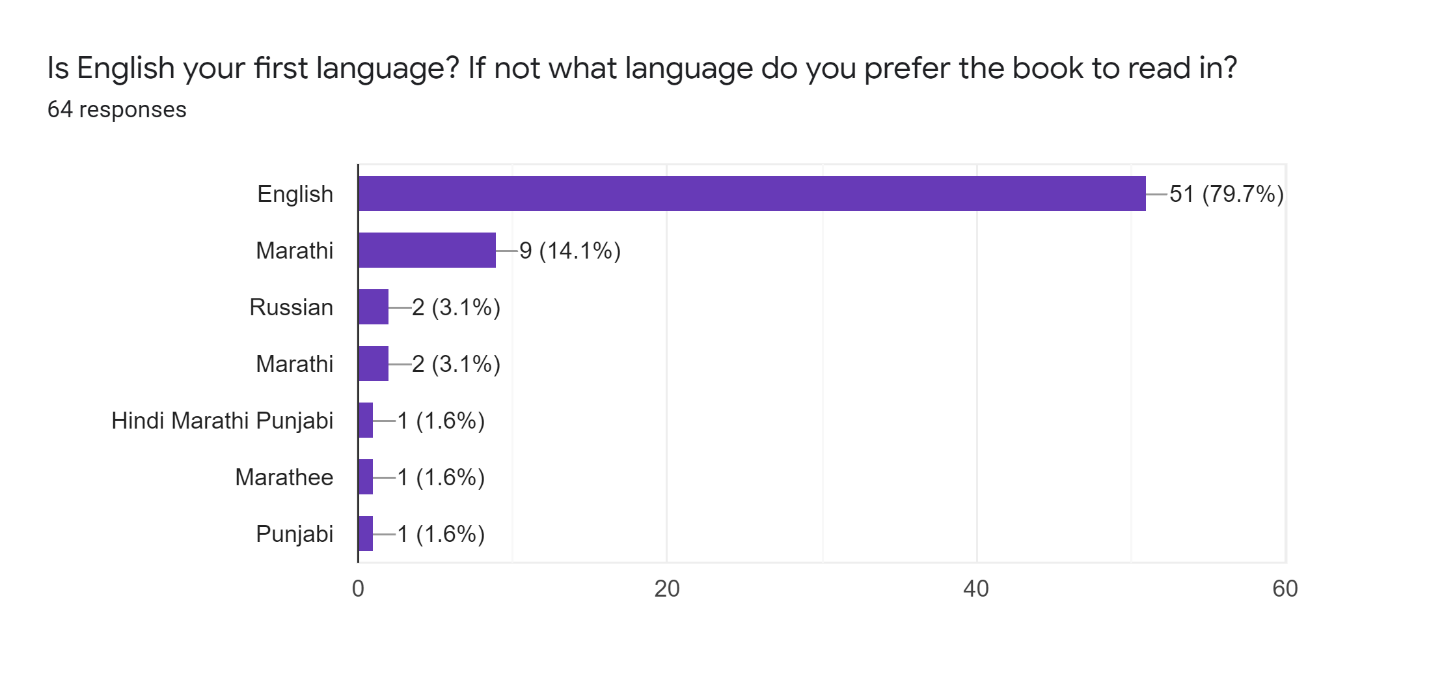 Is English your first language? If not what language do you prefer the book to read in?
64 responses
English 51 (79.7%)
Marathi 9 (14.1%)
Russian 2 (3.1%)
Marathi 2 (3.1%)
Hindi Marathi Punjabi 1 (1.6%)
Marathee 1 (1.6%)
Punjabi 1 (1.6%)
0 20 40 60